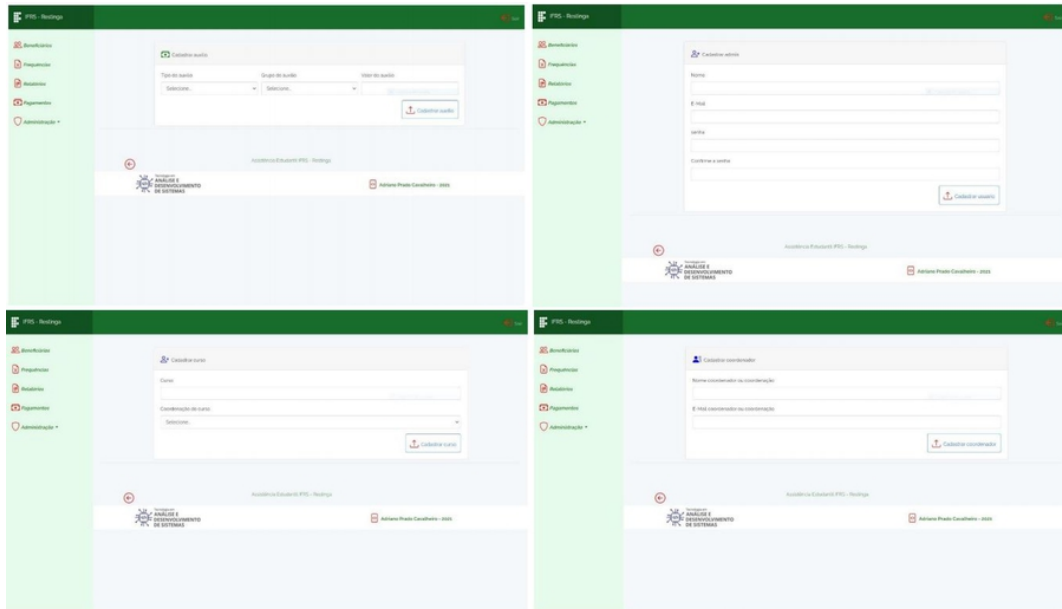 IFRS - Restinga
Sair
Beneficiários
Frequências
Relatórios
Pagamentos
Administração
Cadastrar auxílio
Tipo do auxílio
Grupo do auxílio
Valor do auxílio
Selecione..
Selecione..
Cadastrar auxílio
Assistência Estudantil IFRS - Restinga
ANÁLISE E
DESENVOLVIMENTO
DE SISTEMAS
Adriano Prado Cavalheiro - 2021
IFRS - Restinga
Beneficiários
Frequências
Relatórios
Pagamentos
Administração
Cadastrar admin
Nome
E-Mail
senha
Confirme a senha
Cadastrar usuário
Assistência Estudantil IFRS - Restinga
ANÁLISE E
DESENVOLVIMENTO
DE SISTEMAS
Adriano Prado Cavalheiro - 2021
IFRS - Restinga
Sair
Beneficiários
Frequências
Relatórios
Pagamentos
Administração
Cadastrar curso
Curso
Coordenação do curso
Selecione..
Cadastrar curso
Assistência Estudantil IFRS - Restinga
ANÁLISE E
DESENVOLVIMENTO
DE SISTEMAS
Adriano Prado Cavalheiro - 2021
IFRS - Restinga
Beneficiários
Frequências
Relatórios
Pagamentos
Administração
Cadastrar coordenador
Nome coordenador ou coordenação
E-Mail coordenador ou coordenação
Cadastrar coordenador
Assistência Estudantil IFRS - Restinga
ANÁLISE E
DESENVOLVIMENTO
DE SISTEMAS
Adriano Prado Cavalheiro - 2021